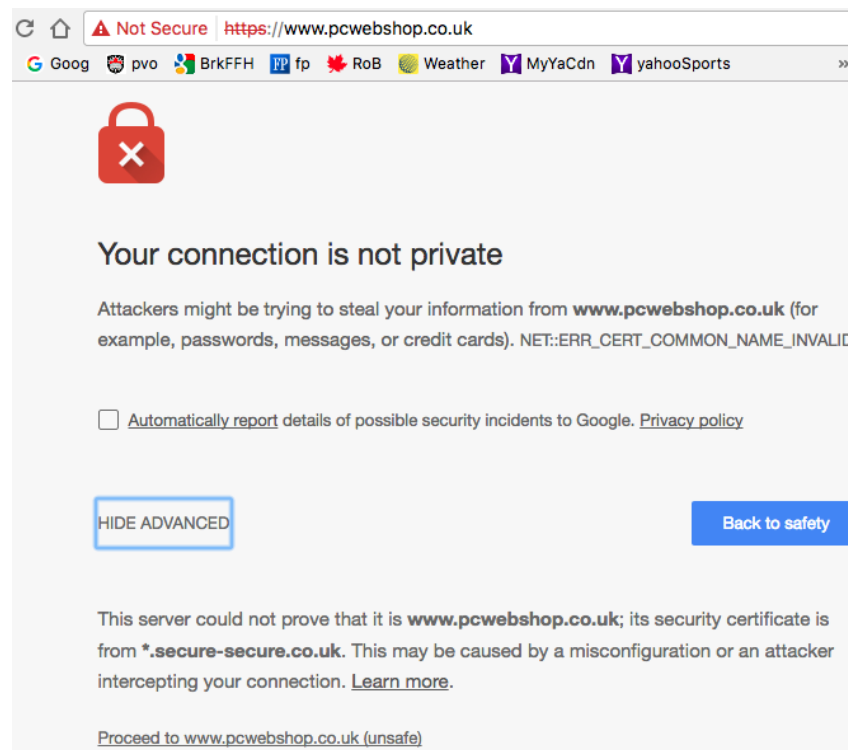 Not Secure https://www.pcwebshop.co.uk
G Goog pvo BrkFFH FP fp RoB Weather Y MyYaCdn Y yahooSports »
Your connection is not private
Attackers might be trying to steal your information from www.pcwebshop.co.uk (for
example, passwords, messages, or credit cards). NET::ERR_CERT_COMMON_NAME_INVALID
Automatically report details of possible security incidents to Google. Privacy policy
HIDE ADVANCED Back to safety
This server could not prove that it is www.pcwebshop.co.uk; its security certificate is
from *.secure-secure.co.uk. This may be caused by a misconfiguration or an attacker
intercepting your connection. Learn more.
Proceed to www.pcwebshop.co.uk (unsafe)